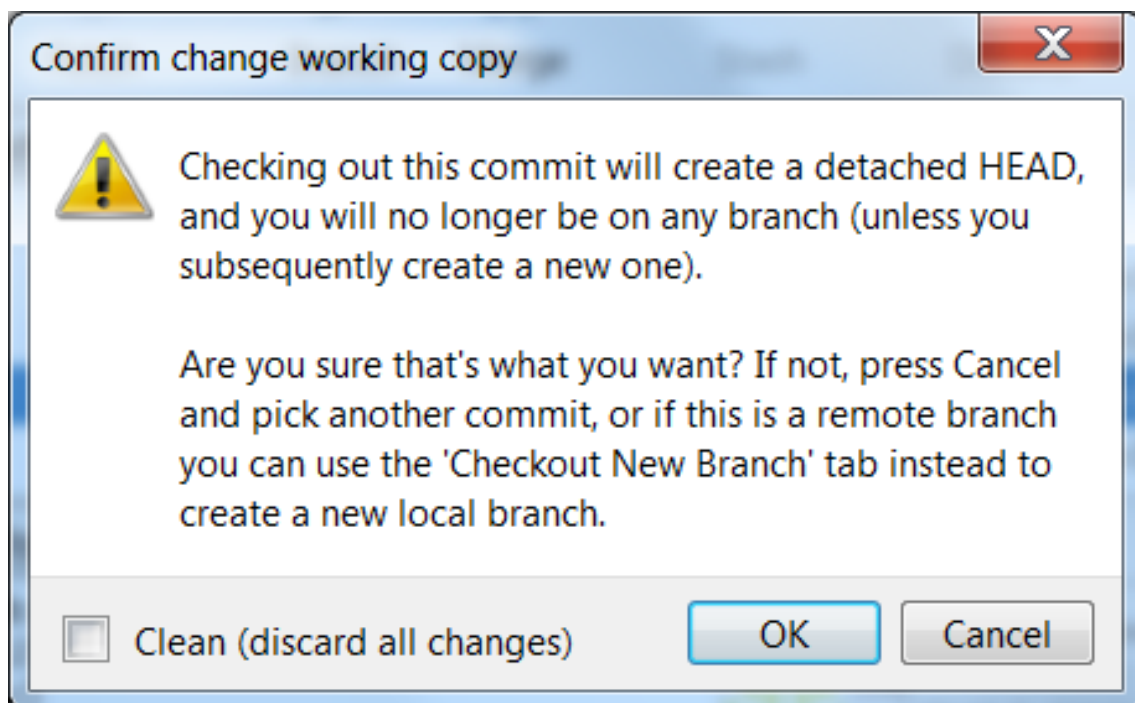 Confirm change working copy
Checking out this commit will create a detached HEAD,
and you will no longer be on any branch (unless you
subsequently create a new one).
Are you sure that's what you want? If not, press Cancel
and pick another commit, or if this is a remote branch
you can use the 'Checkout New Branch' tab instead to
create a new local branch.
Clean (discard all changes)
OK
Cancel